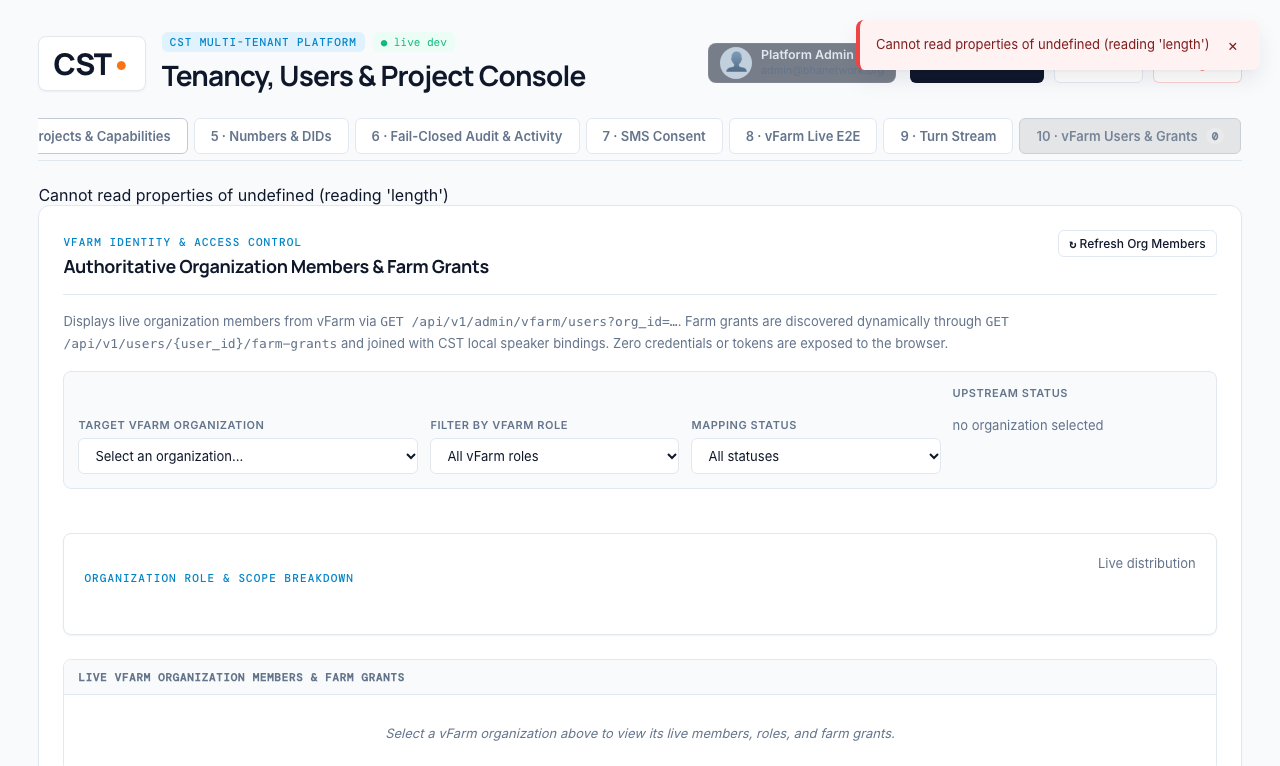 CST
CST MULTI-TENANT PLATFORM
● live dev
Tenancy, Users & Project Console
Platform Admin
Cannot read properties of undefined (reading 'length')
×
rojects & Capabilities
5 · Numbers & DIDs
6 · Fail-Closed Audit & Activity
7 · SMS Consent
8 · vFarm Live E2E
9 · Turn Stream
10 · vFarm Users & Grants 0
Cannot read properties of undefined (reading 'length')
VFARM IDENTITY & ACCESS CONTROL
Authoritative Organization Members & Farm Grants
↻ Refresh Org Members
Displays live organization members from vFarm via GET /api/v1/admin/vfarm/users?org_id=…. Farm grants are discovered dynamically through GET
/api/v1/users/{user_id}/farm-grants and joined with CST local speaker bindings. Zero credentials or tokens are exposed to the browser.
UPSTREAM STATUS
TARGET VFARM ORGANIZATION
FILTER BY VFARM ROLE
MAPPING STATUS
no organization selected
Select an organization...
All vFarm roles
All statuses
Live distribution
ORGANIZATION ROLE & SCOPE BREAKDOWN
LIVE VFARM ORGANIZATION MEMBERS & FARM GRANTS
Select a vFarm organization above to view its live members, roles, and farm grants.